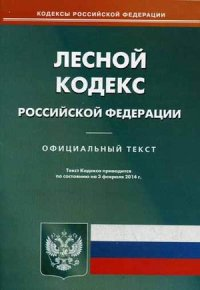 КОДЕКСЫ РОССИЙСКОЙ ФЕДЕРАЦИИ
ЛЕСНОЙ
КОДЕКС
РОССИЙСКОЙ ФЕДЕРАЦИИ
ОФИЦИАЛЬНЫЙ ТЕКСТ
Текст Кодекса приводится
по состоянию на 3 февраля 2014 г.